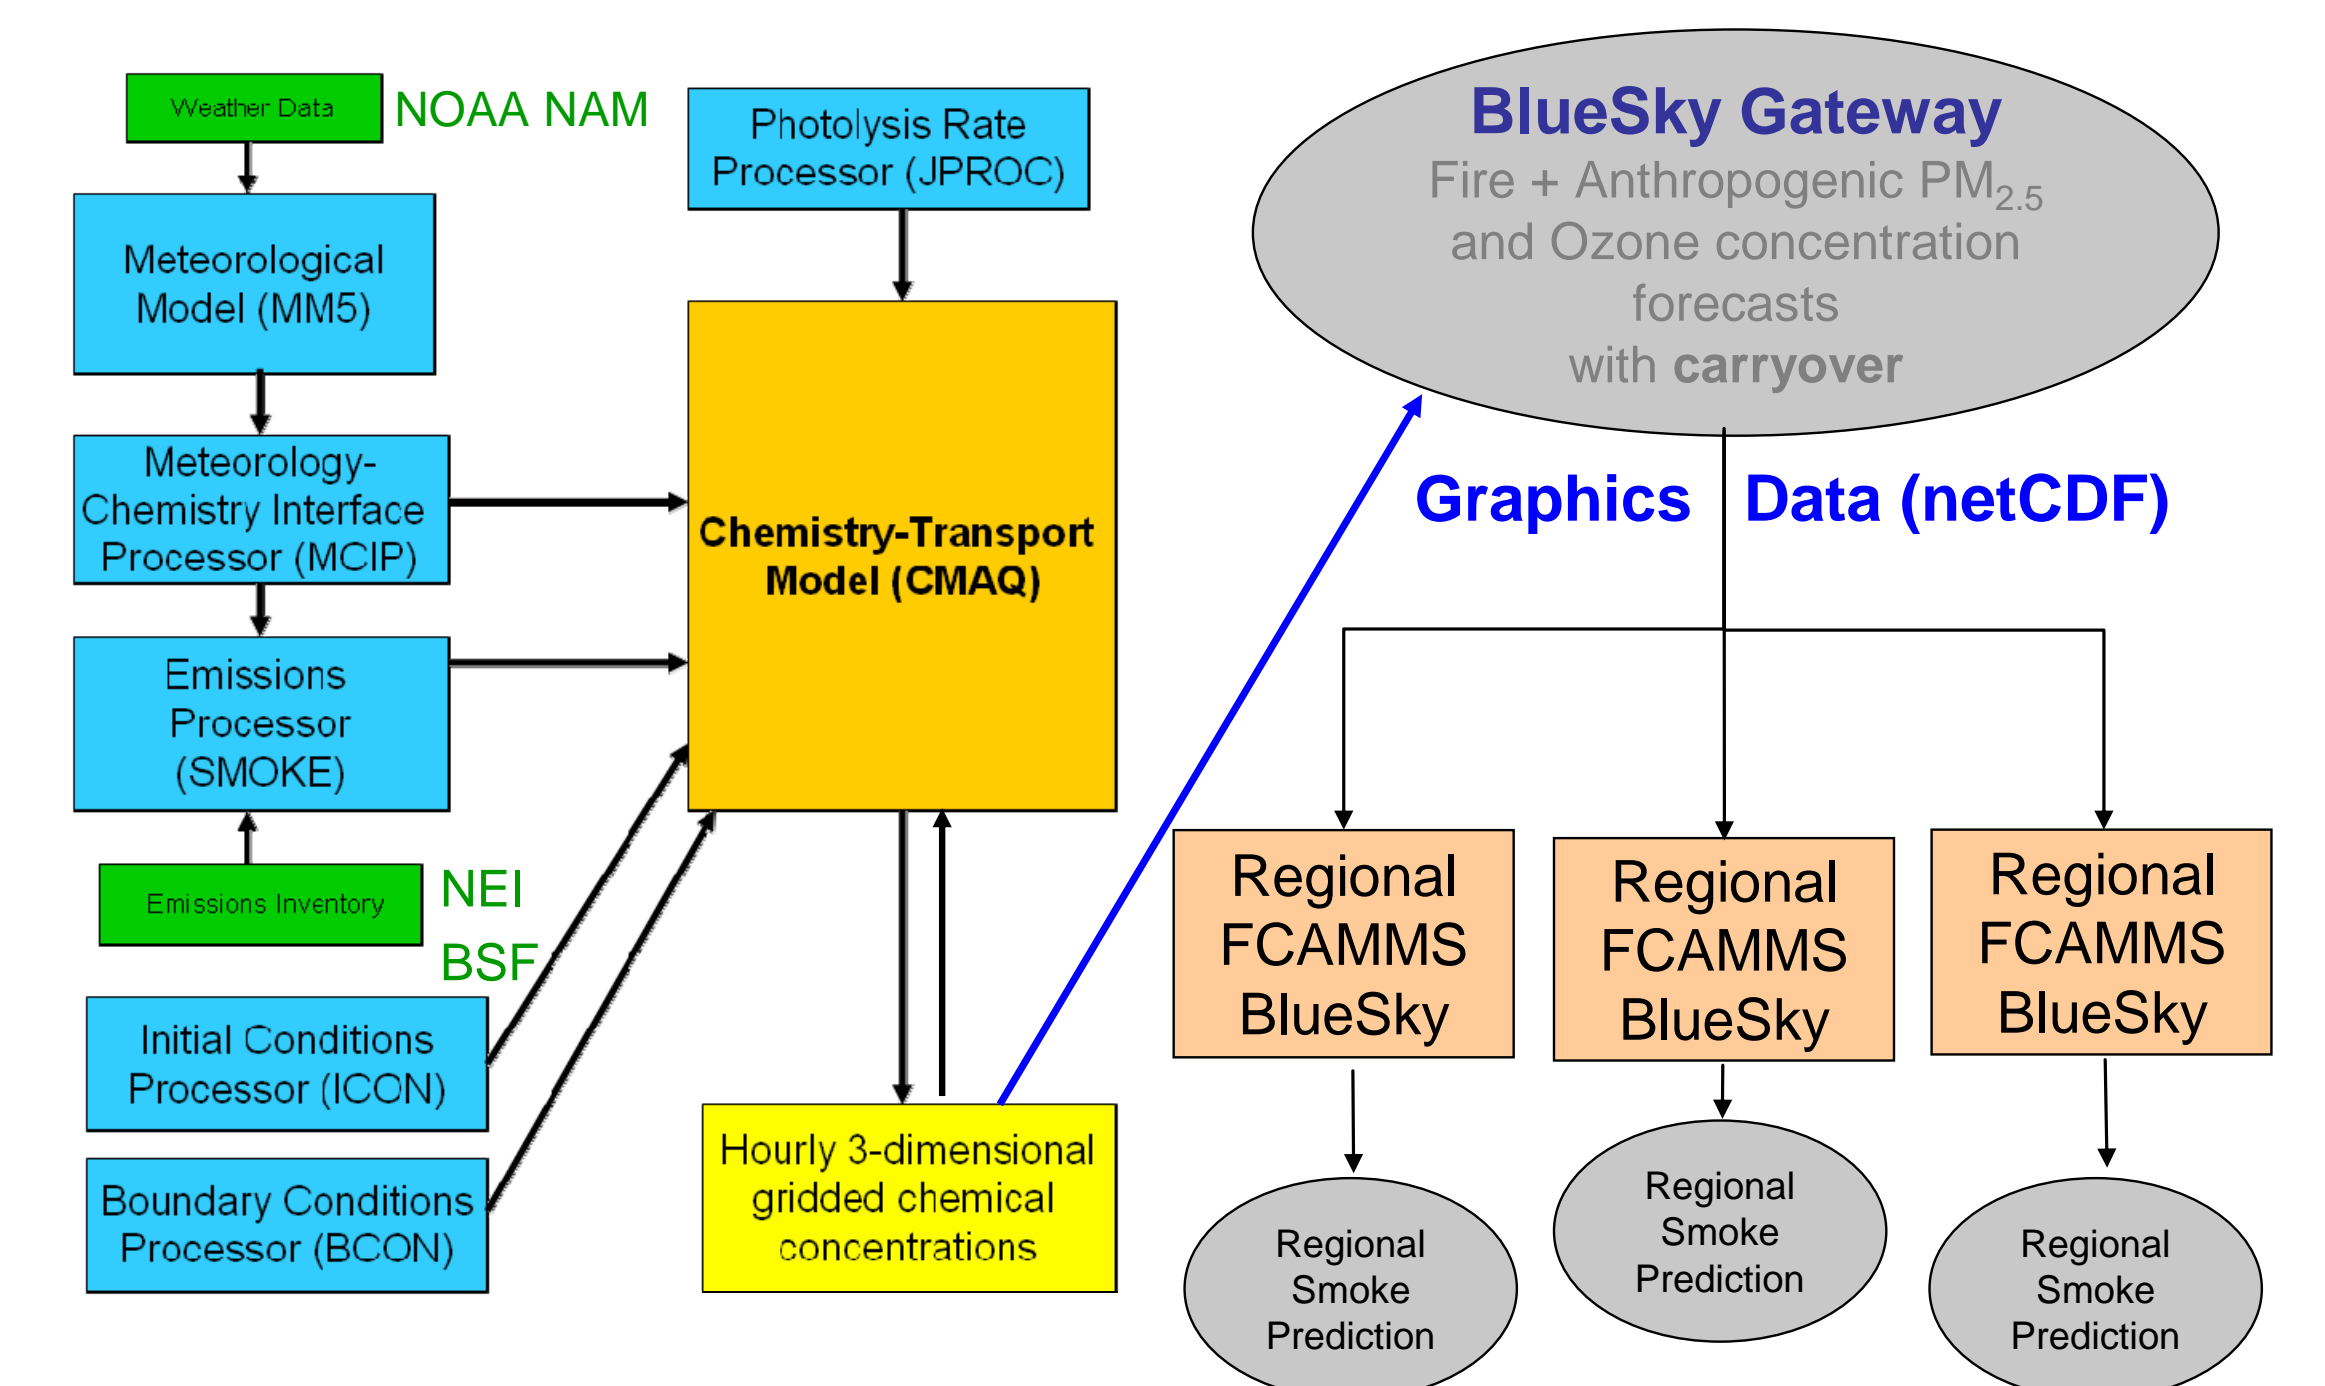 Weather Data
NOAA NAM
Meteorological
Model (MM5)
Meteorology-
Chemistry Interface
Processor (MCIP)
Emissions
Processor
(SMOKE)
Emissions Inventory
NEI
BSF
Initial Conditions
Processor (ICON)
Boundary Conditions
Processor (BCON)
Photolysis Rate
Processor (JPROC)
Chemistry-Transport
Model (CMAQ)
Hourly 3-dimensional
gridded chemical
concentrations
BlueSky Gateway
Fire + Anthropogenic PM2.5
and Ozone concentration
forecasts
with carryover
Graphics
Data (netCDF)
Regional
FCAMMS
BlueSky
Regional
FCAMMS
BlueSky
Regional
FCAMMS
BlueSky
Regional
Smoke
Prediction
Regional
Smoke
Prediction
Regional
Smoke
Prediction